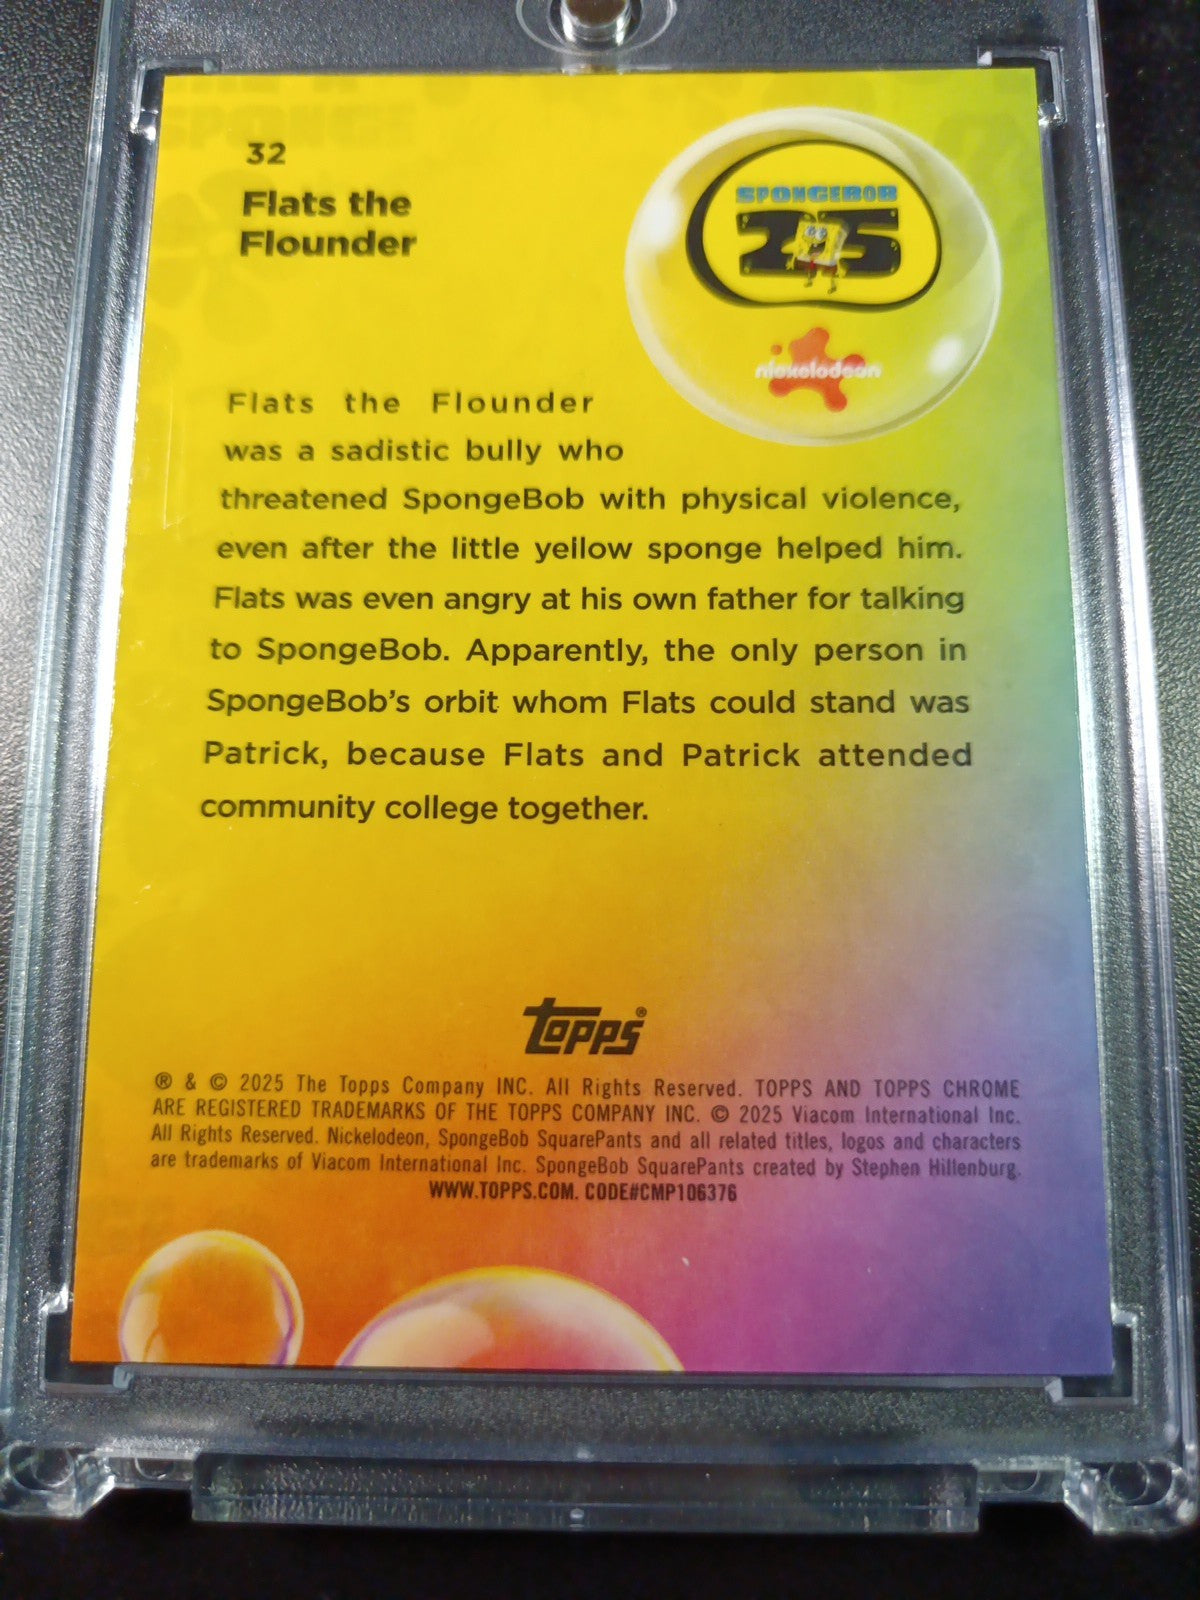 32
Flats the
Flounder
SPONGEBOB
25
nickelodeon
Flats the Flounder
was a sadistic bully who
threatened SpongeBob with physical violence,
even after the little yellow sponge helped him.
Flats was even angry at his own father for talking
to SpongeBob. Apparently, the only person in
SpongeBob's orbit whom Flats could stand was
Patrick, because Flats and Patrick attended
community college together.
TOPPS®
® & © 2025 The Topps Company INC. All Rights Reserved. TOPPS AND TOPPS CHROME
ARE REGISTERED TRADEMARKS OF THE TOPPS COMPANY INC. © 2025 Viacom International Inc.
All Rights Reserved. Nickelodeon, SpongeBob SquarePants and all related titles, logos and characters
are trademarks of Viacom International Inc. SpongeBob SquarePants created by Stephen Hillenburg.
WWW.TOPPS.COM. CODE#CMP106376